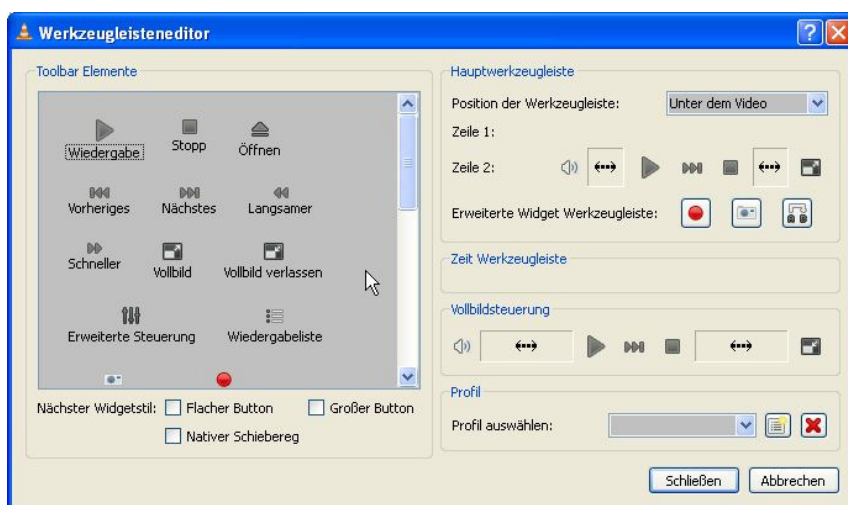 Werkzeugleisteneditor
Toolbar Elemente
Wiedergabe
Stopp
Öffnen
Vorheriges
Nächstes
Langsamer
Schneller
Vollbild
Vollbild verlassen
Erweiterte Steuerung
Wiedergabeliste
Nächster Widgetstil:
Flacher Button
Großer Button
Nativer Schiebereg
Hauptwerkzeugleiste
Position der Werkzeugleiste:
Unter dem Video
Zeile 1:
Zeile 2:
Erweiterte Widget Werkzeugleiste:
Zeit Werkzeugleiste
Vollbildsteuerung
Profil
Profil auswählen:
Schließen
Abbrechen